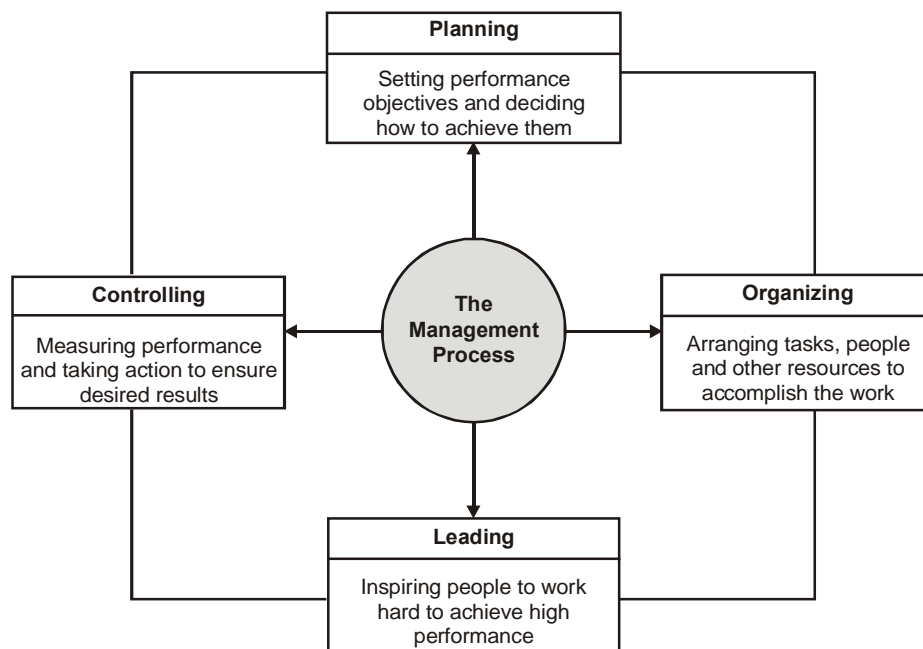 Planning
Setting performance
objectives and deciding
how to achieve them
Controlling
Measuring performance
and taking action to ensure
desired results
The
Management
Process
Organizing
Arranging tasks, people
and other resources to
accomplish the work
Leading
Inspiring people to work
hard to achieve high
performance